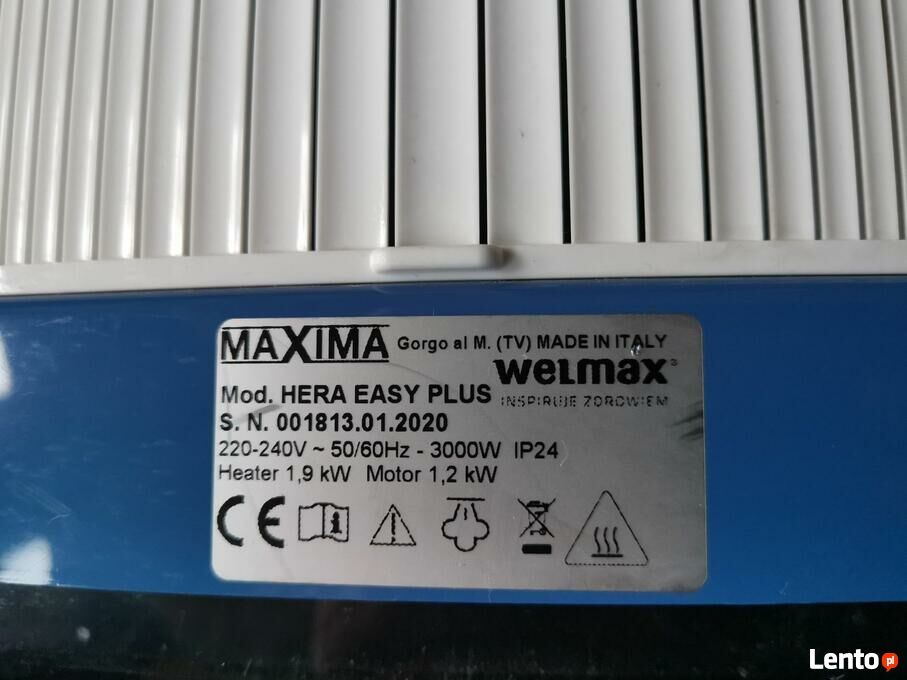 MAXIMA Gorgo al M. (TV) MADE IN ITALY
welmax
Mod. HERA EASY PLUS INSPIRUJE ZDROWIEM
S. N. 001813.01.2020
220-240V ~ 50/60Hz - 3000W IP24
Heater 1,9 kW Motor 1,2 kW
CE
Lento pl